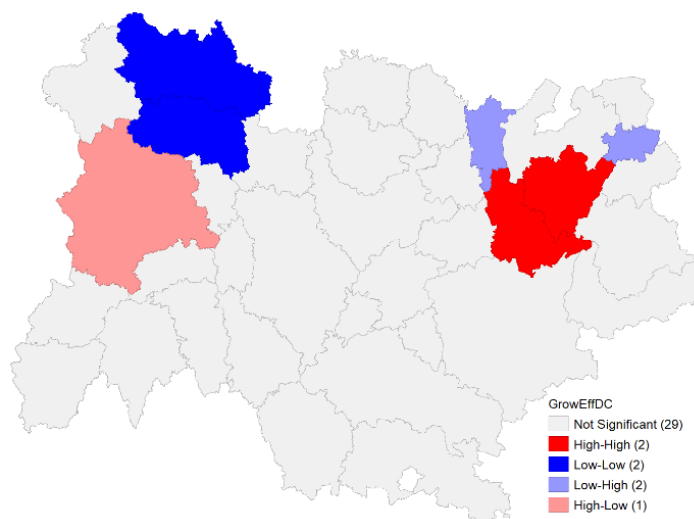 GrowEffDC
Not Significant (29)
High-High (2)
Low-Low (2)
Low-High (2)
High-Low (1)